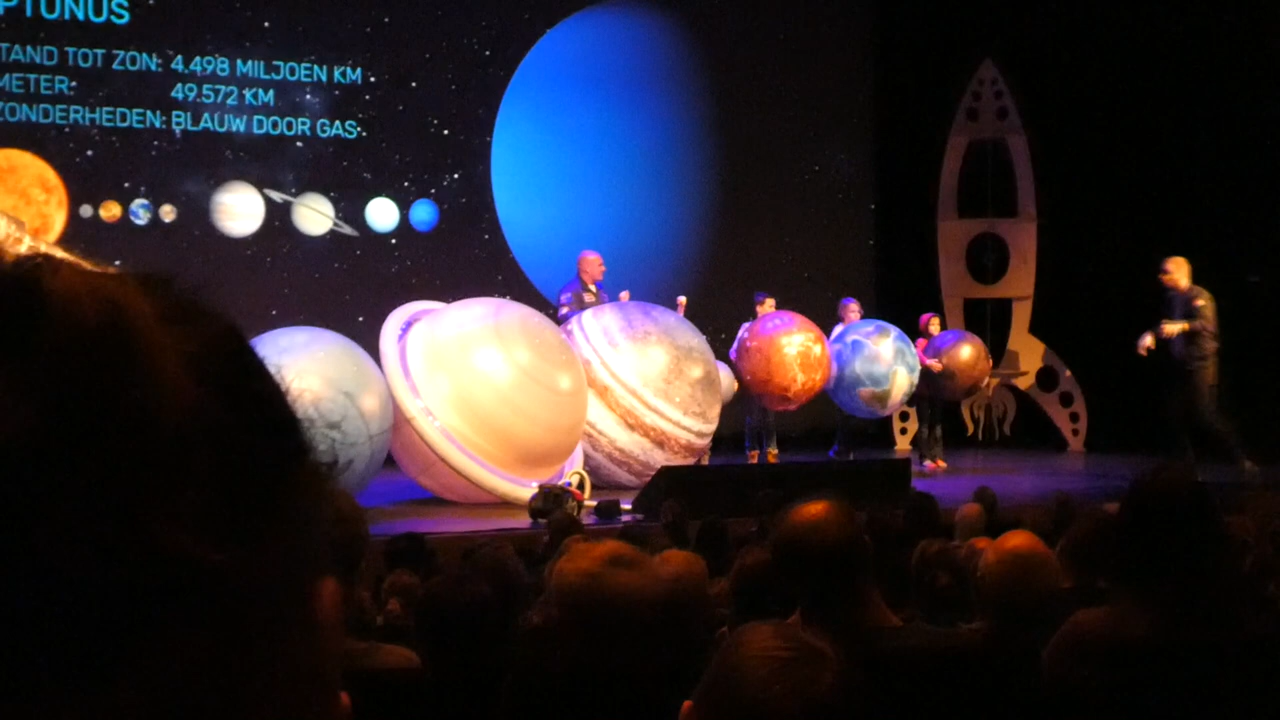 PTUNUS
TAND TOT ZON: 4.498 MILJOEN KM
METER: 49.572 KM
ZONDERHEDEN: BLAUW DOOR GAS